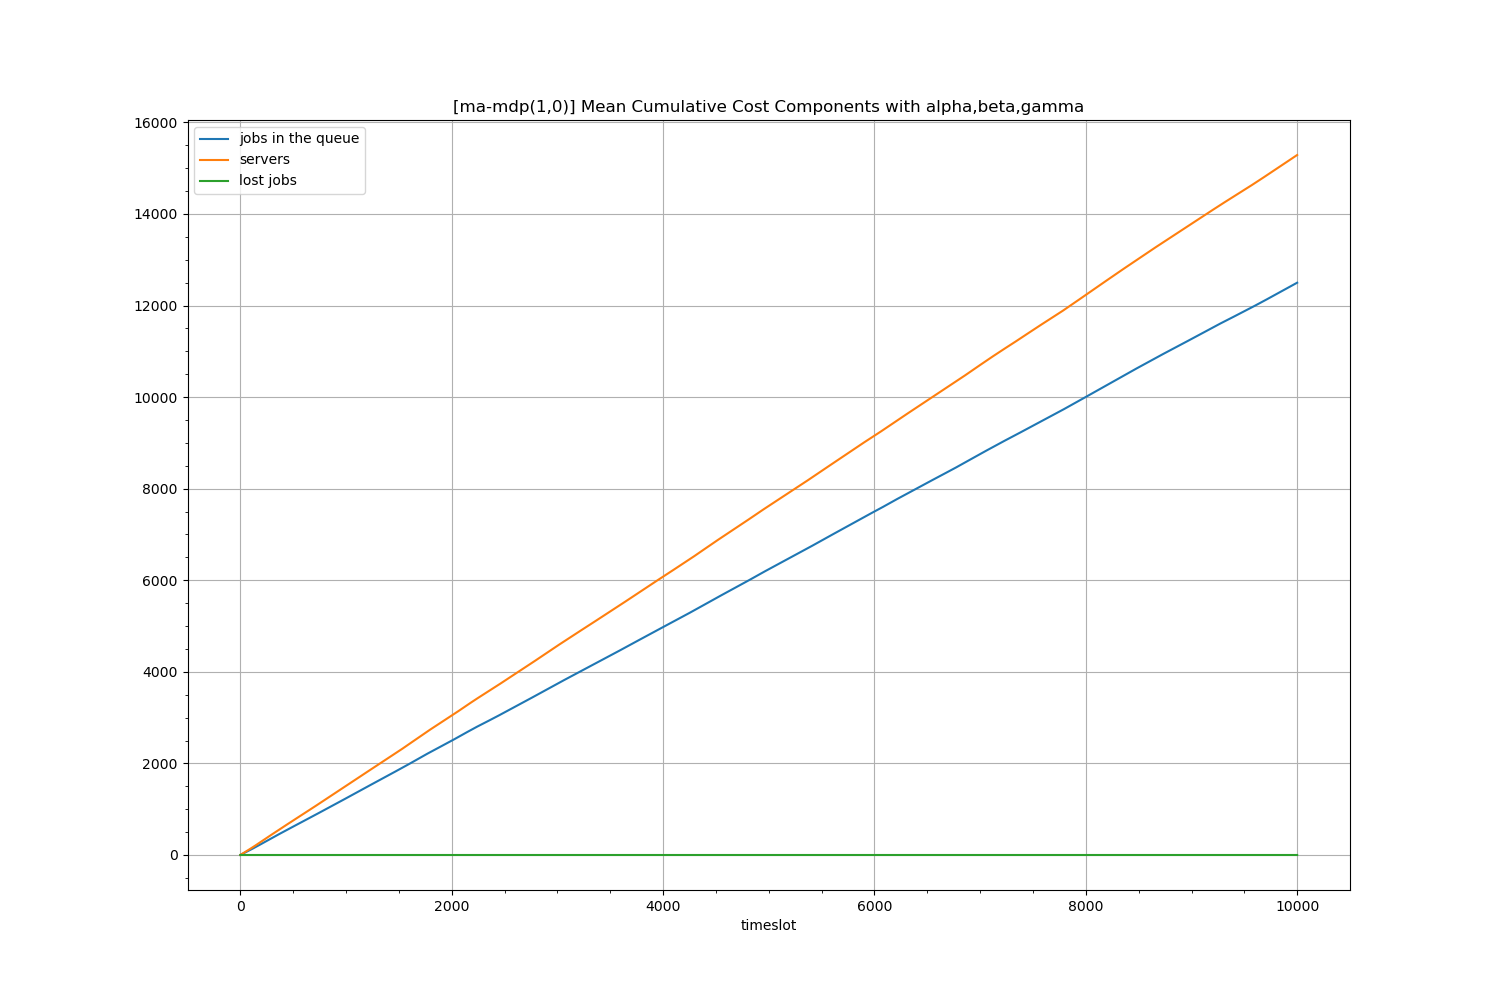 [ma-mdp(1,0)] Mean Cumulative Cost Components with alpha,beta,gamma
16000
14000
12000
10000
8000
6000
4000
2000
0
jobs in the queue
servers
lost jobs
0 2000 4000 6000 8000 10000
timeslot